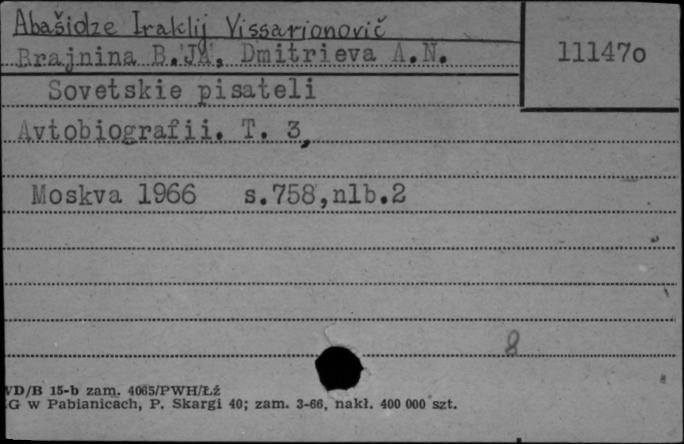 Abašidze Iraklij Vissarionovič
Brajnina B.JA, Dmitrieva A.N.
11147o
Sovetskie pisateli
Avtobiografii. T. 3,
Moskva 1966 s.758,nlb.2
8
D/B 15-b zam. 4065/PWH/Łź
G w Pabianicach, P. Skargi 40; zam. 3-66, nakł. 400 000 szt.